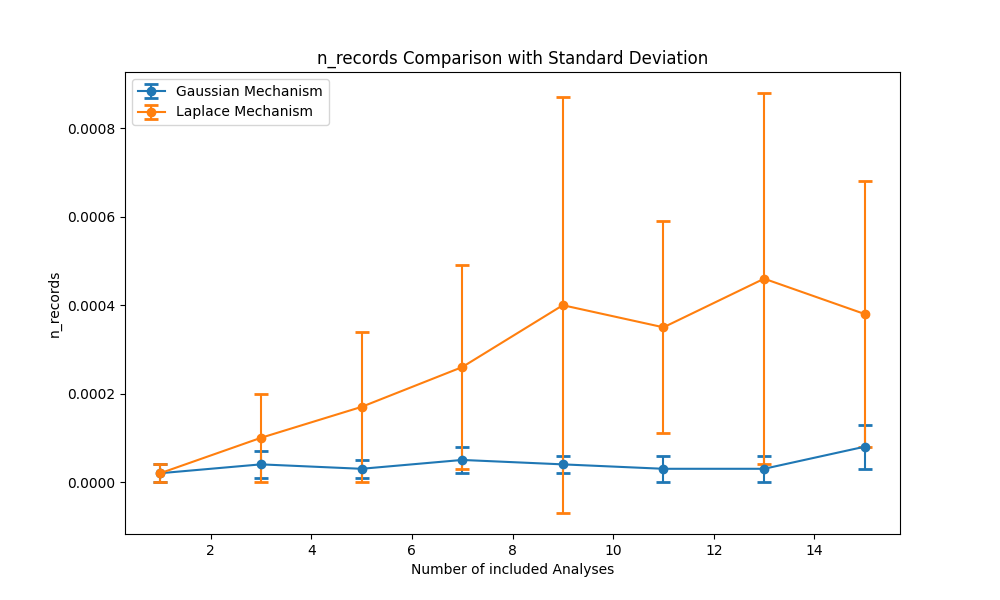 n_records Comparison with Standard Deviation
Gaussian Mechanism
Laplace Mechanism
0.0008
0.0006
0.0004
0.0002
0.0000
n_records
2 4 6 8 10 12 14
Number of included Analyses